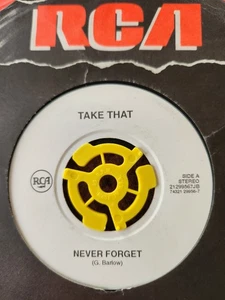 RCA
TAKE THAT
SIDE A
STEREO
RCA
NEVER FORGET
(G. Barlow)